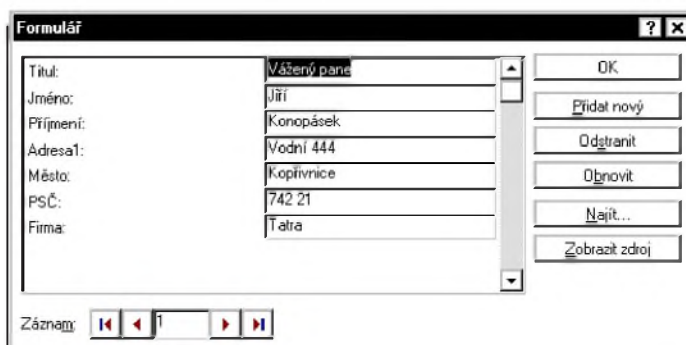 Formulář
Titul: Vážený pane
Jméno: Jiří
Příjmení: Konopásek
Adresa1: Vodní 444
Město: Kopřivnice
PSČ: 742 21
Firma: Tatra
OK
Přidat nový
Odstranit
Obnovit
Najít...
Zobrazit zdroj
Záznam: 1